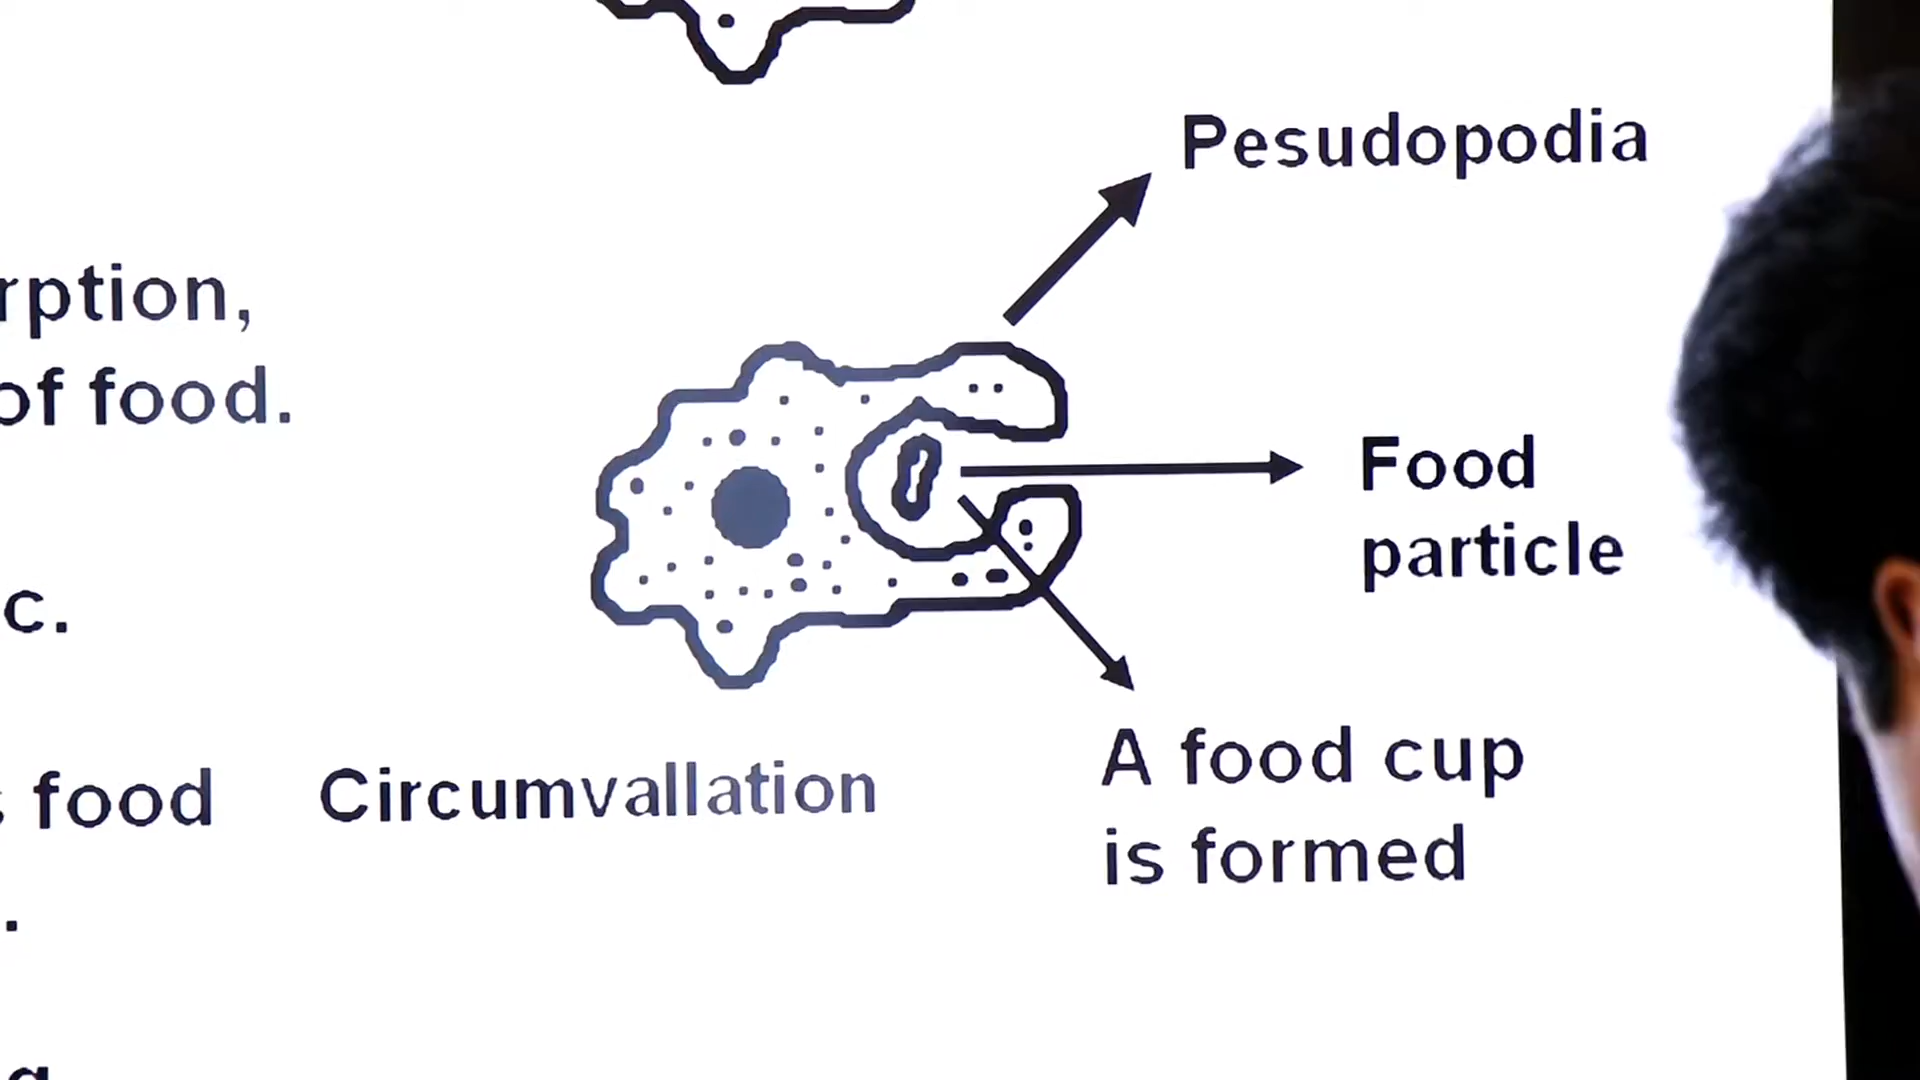 Pesudopodia
rption,
of food.
Food
particle
c.
A food cup
s food
Circumvallation
is formed
.